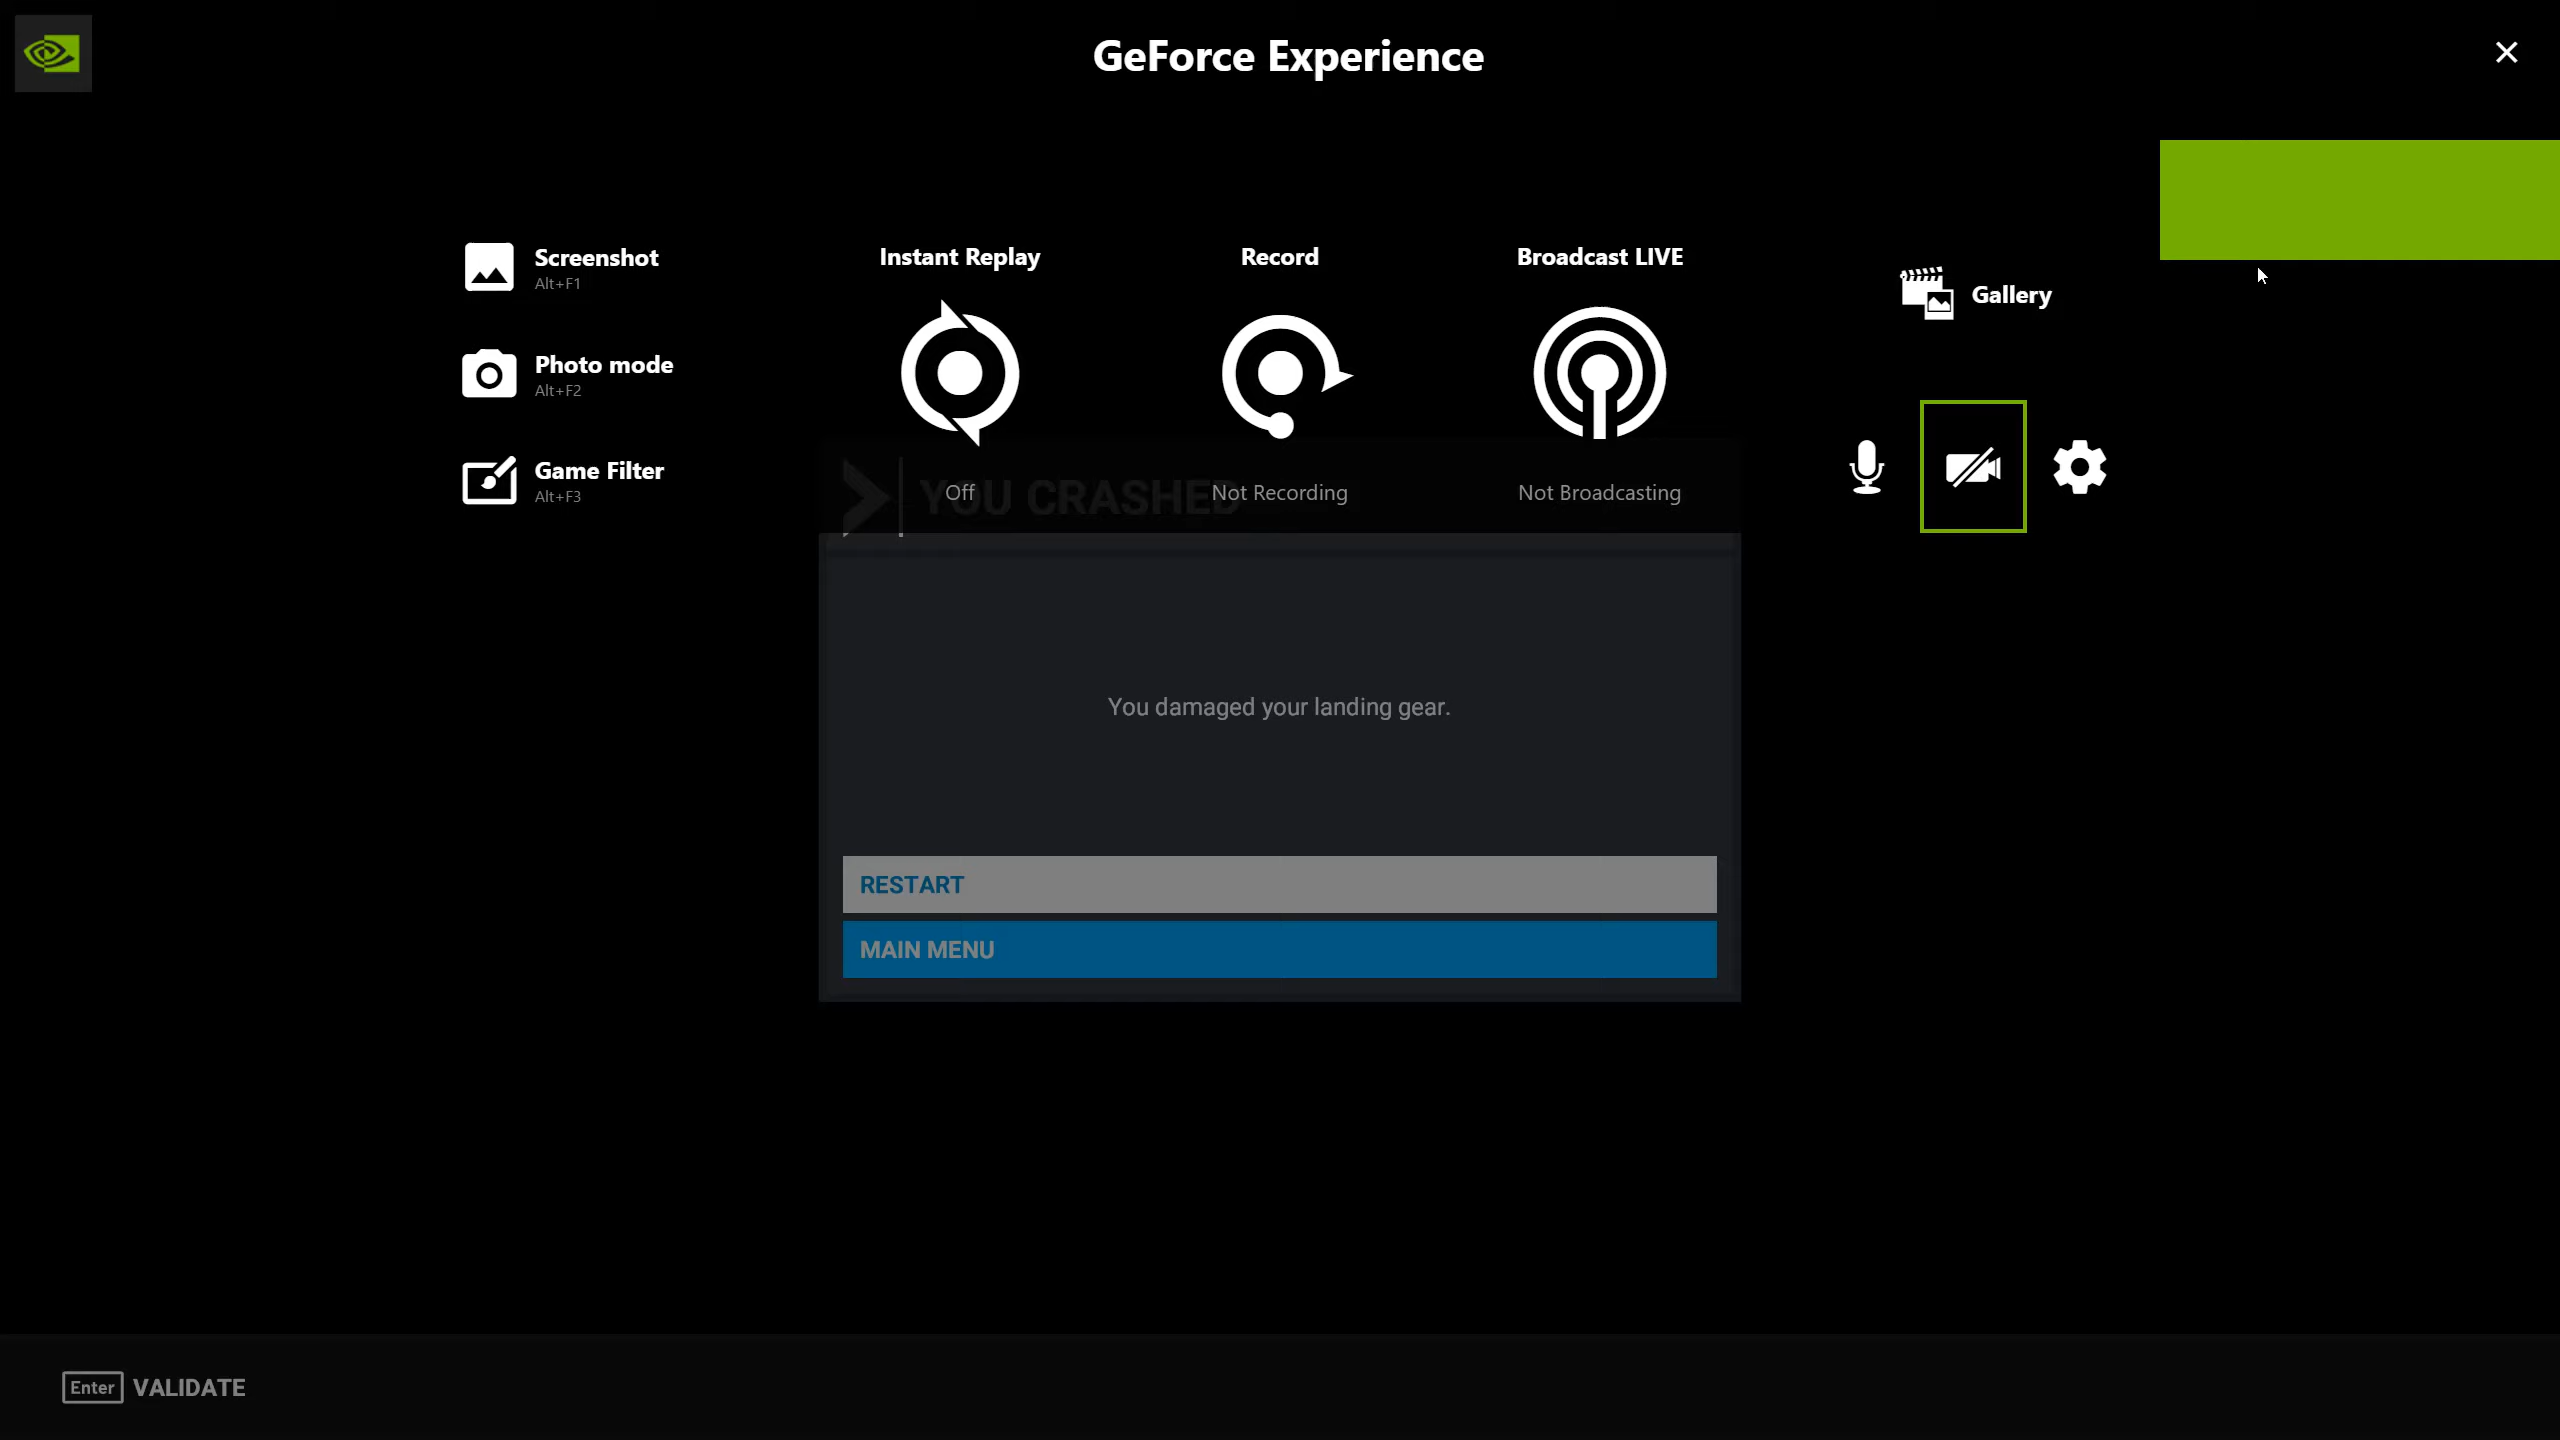 GeForce Experience
Screenshot
Alt+F1
Photo mode
Alt+F2
Game Filter
Alt+F3
Instant Replay
Off
Record
Not Recording
Broadcast LIVE
Not Broadcasting
Gallery
YOU CRASHED
You damaged your landing gear.
RESTART
MAIN MENU
Enter VALIDATE